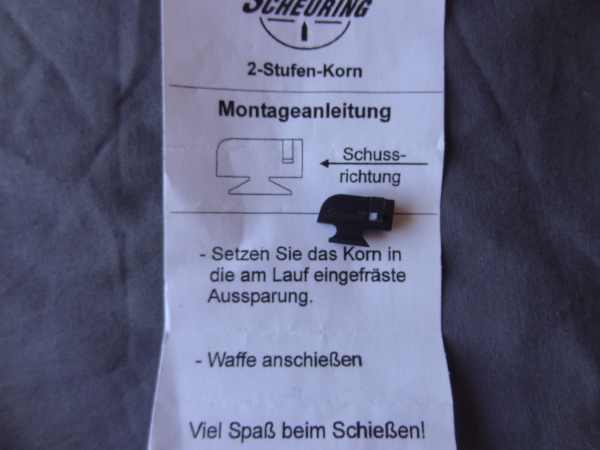 SCHEURING
2-Stufen-Korn
Montageanleitung
Schuss-
richtung
- Setzen Sie das Korn in
die am Lauf eingefräste
Aussparung.
- Waffe anschießen
Viel Spaß beim Schießen!